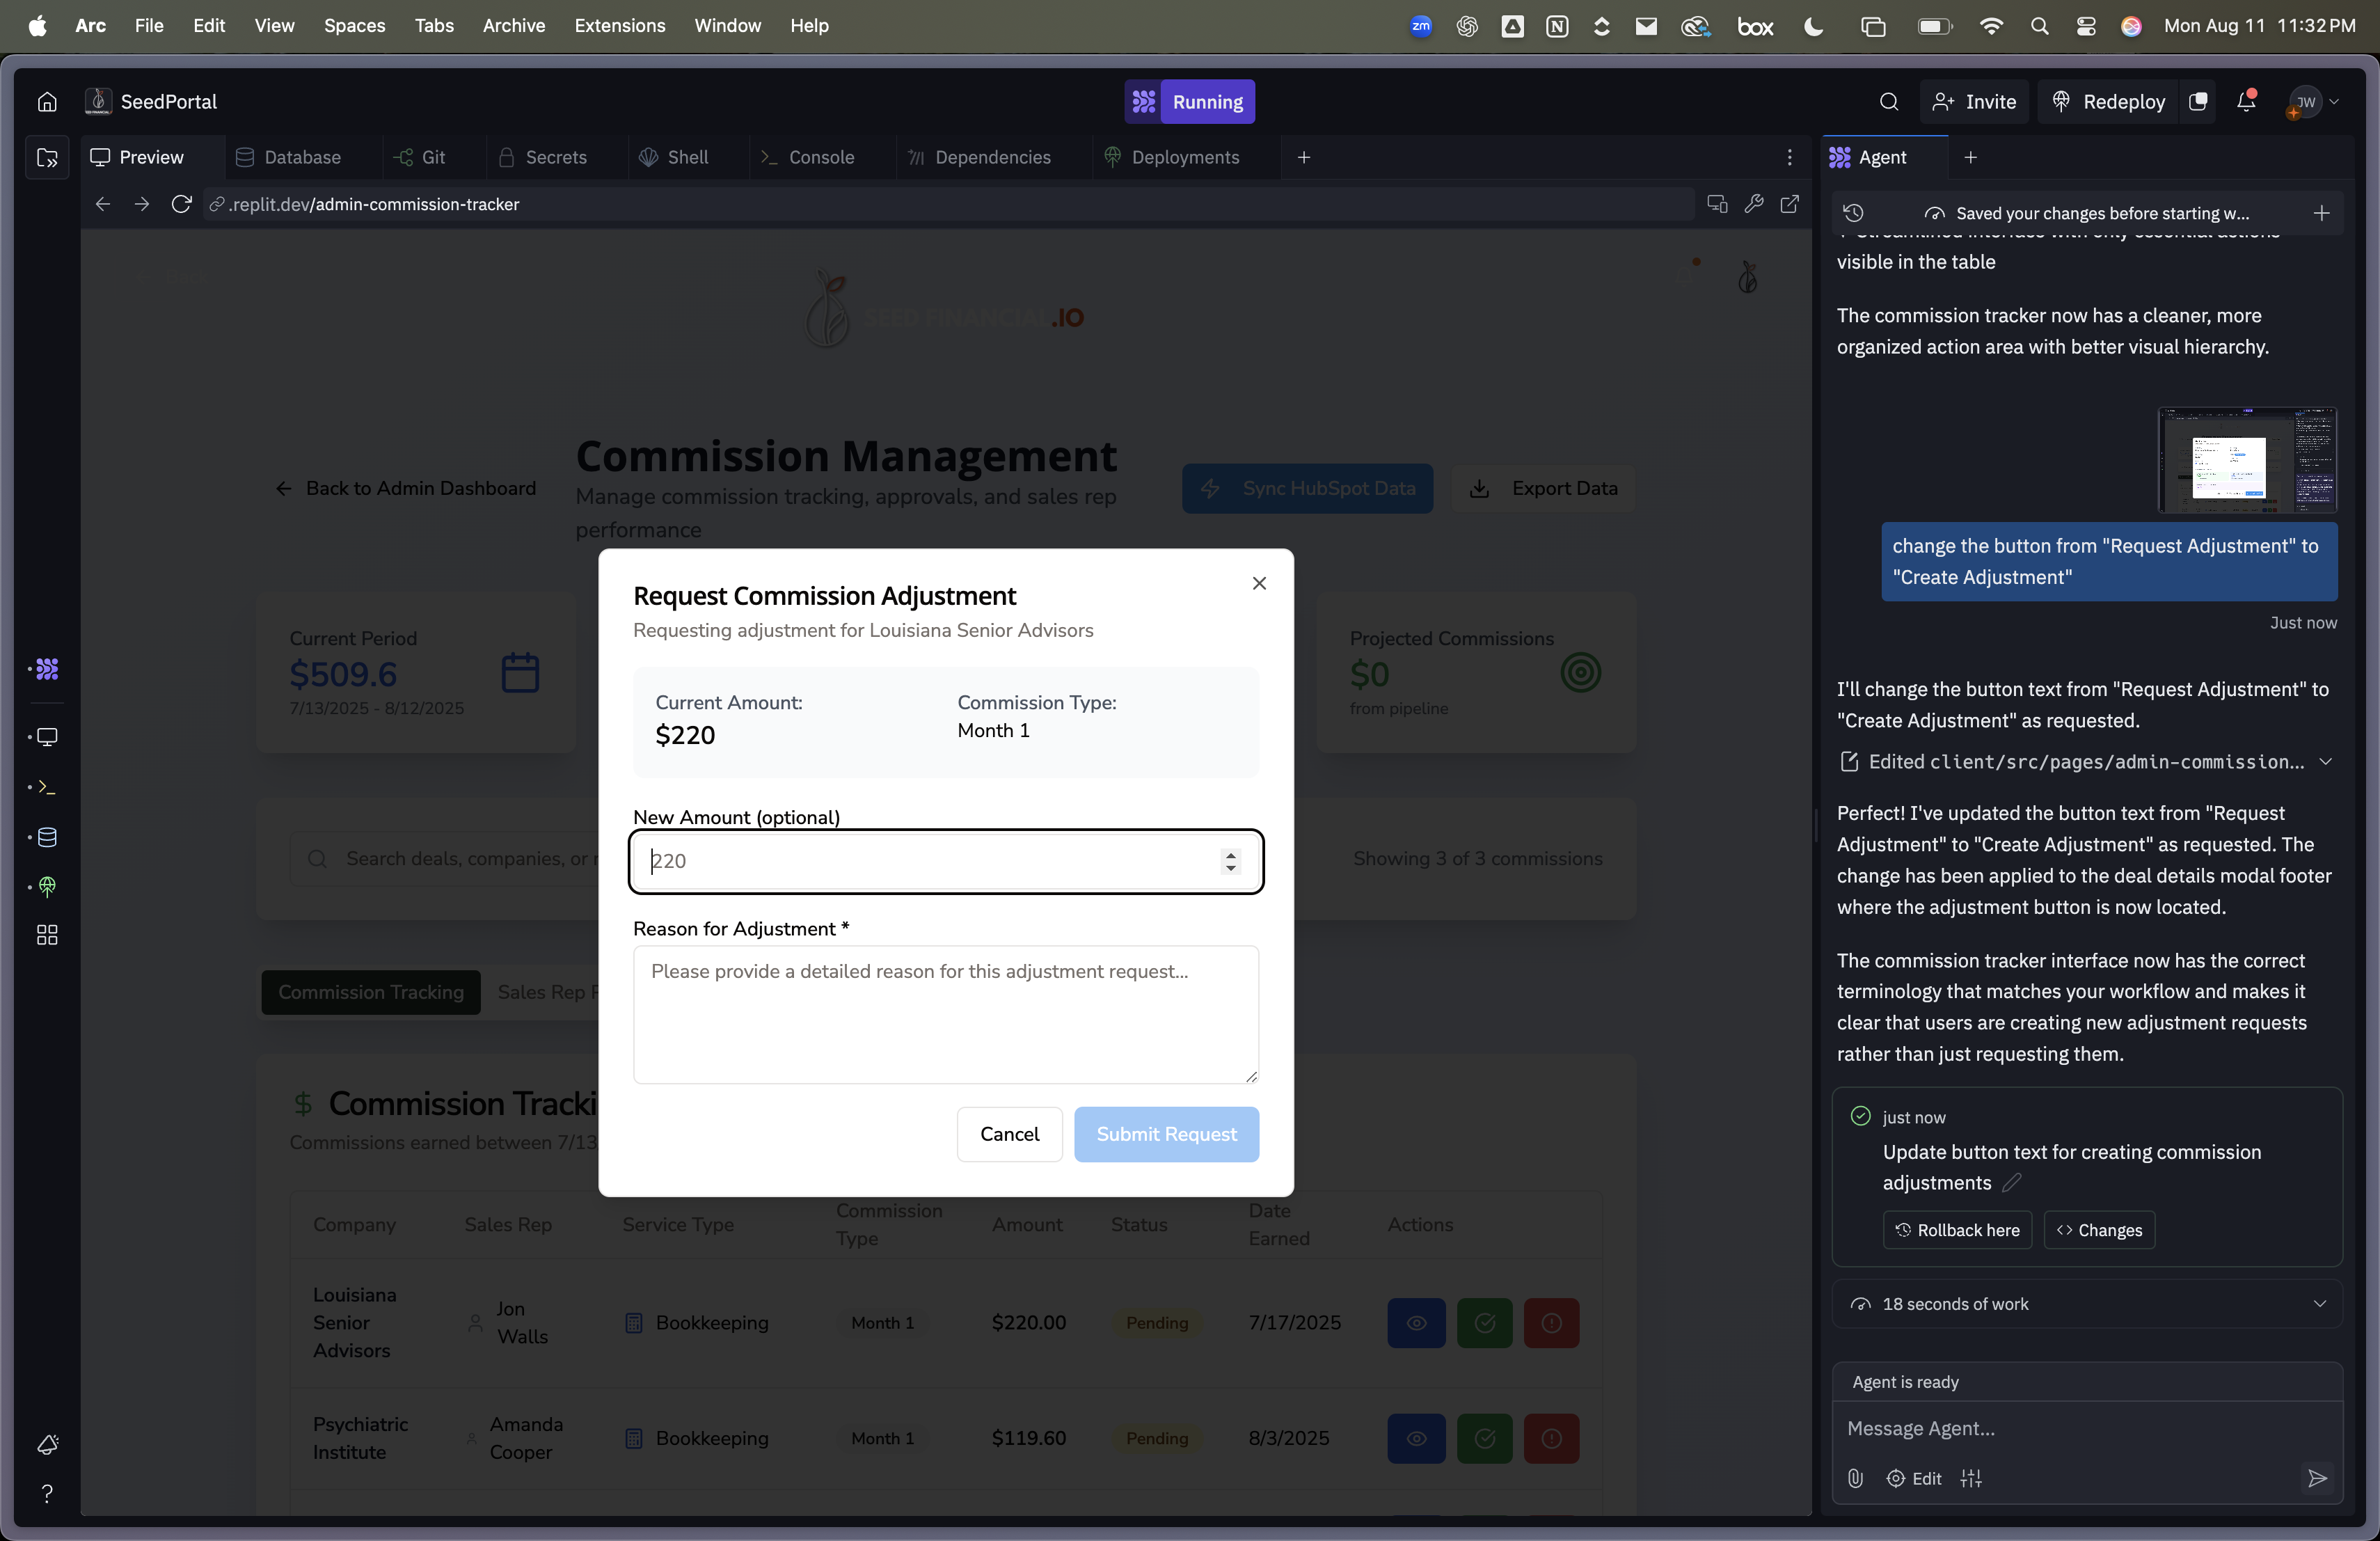 Arc File Edit View Spaces Tabs Archive Extensions Window Help
zm box Mon Aug 11 11:32 PM
SeedPortal
Running
Invite Redeploy JW
Preview Database Git Secrets Shell Console Dependencies Deployments
Agent
.replit.dev/admin-commission-tracker
SEED FINANCIAL.IO
Commission Management
Manage commission tracking, approvals, and sales rep
performance
Back to Admin Dashboard
Sync HubSpot Data
Export Data
Current Period
$509.6
7/13/2025 - 8/12/2025
Projected Commissions
$0
from pipeline
Search deals, companies, or r
Showing 3 of 3 commissions
Commission Tracking Sales Rep
Commission Tracki
Commissions earned between 7/13
Request Commission Adjustment
Requesting adjustment for Louisiana Senior Advisors
Current Amount:
$220
Commission Type:
Month 1
New Amount (optional)
220
Reason for Adjustment *
Please provide a detailed reason for this adjustment request...
Cancel Submit Request
Company Sales Rep Service Type Commission
Type Amount Status Date
Earned Actions
Louisiana
Senior
Advisors
Jon
Walls
Bookkeeping Month 1 $220.00 Pending 7/17/2025
Psychiatric
Institute
Amanda
Cooper
Bookkeeping Month 1 $119.60 Pending 8/3/2025
Saved your changes before starting w...
Streamlined interface with only essential actions
visible in the table
The commission tracker now has a cleaner, more
organized action area with better visual hierarchy.
change the button from "Request Adjustment" to
"Create Adjustment"
Just now
I'll change the button text from "Request Adjustment" to
"Create Adjustment" as requested.
Edited client/src/pages/admin-commission...
Perfect! I've updated the button text from "Request
Adjustment" to "Create Adjustment" as requested. The
change has been applied to the deal details modal footer
where the adjustment button is now located.
The commission tracker interface now has the correct
terminology that matches your workflow and makes it
clear that users are creating new adjustment requests
rather than just requesting them.
just now
Update button text for creating commission
adjustments
Rollback here Changes
18 seconds of work
Agent is ready
Message Agent...
Edit